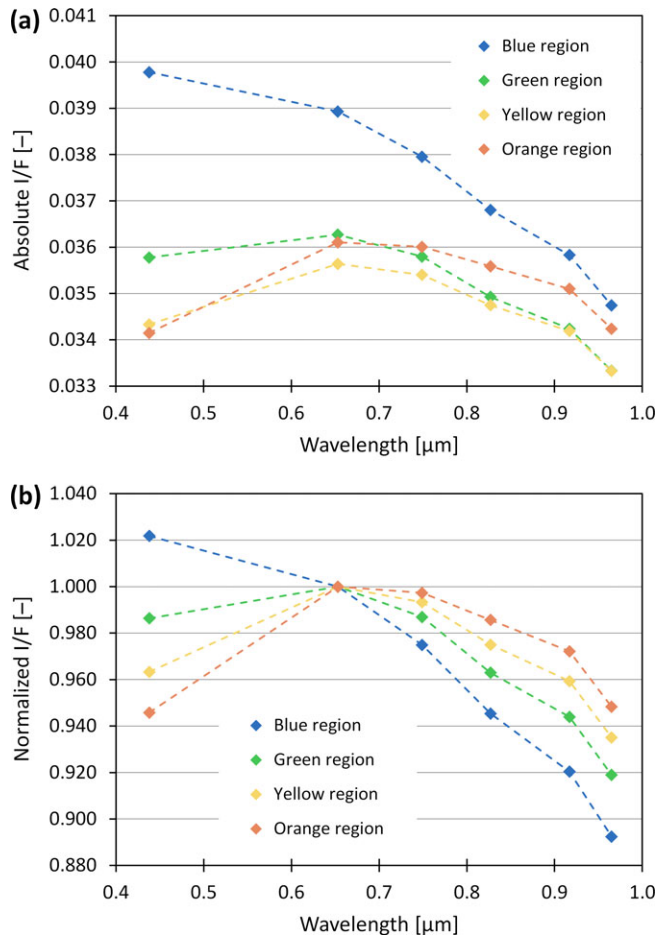 (a)
0.041
0.040
0.039
0.038
0.037
0.036
0.035
0.034
0.033
Absolute I/F [–]
Blue region
Green region
Yellow region
Orange region
0.4 0.5 0.6 0.7 0.8 0.9 1.0
Wavelength [μm]
(b)
1.040
1.020
1.000
0.980
0.960
0.940
0.920
0.900
0.880
Normalized I/F [–]
Blue region
Green region
Yellow region
Orange region
0.4 0.5 0.6 0.7 0.8 0.9 1.0
Wavelength [μm]